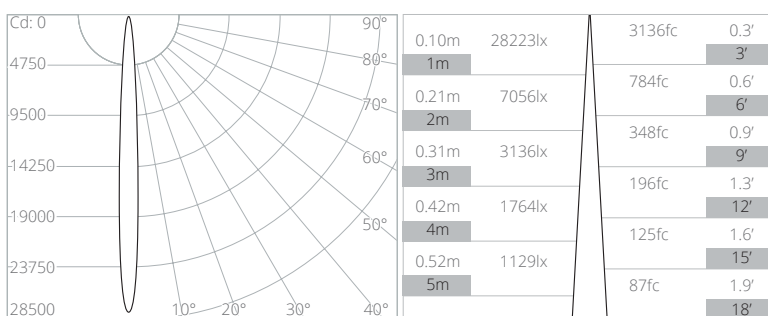 Cd: 0
4750
9500
14250
19000
23750
28500
90°
80°
70°
60°
50°
10°
20°
30°
40°
0.10m 28223lx
1m
0.21m 7056lx
2m
0.31m 3136lx
3m
0.42m 1764lx
4m
0.52m 1129lx
5m
3136fc 0.3'
3'
784fc 0.6'
6'
348fc 0.9'
9'
196fc 1.3'
12'
125fc 1.6'
15'
87fc 1.9'
18'